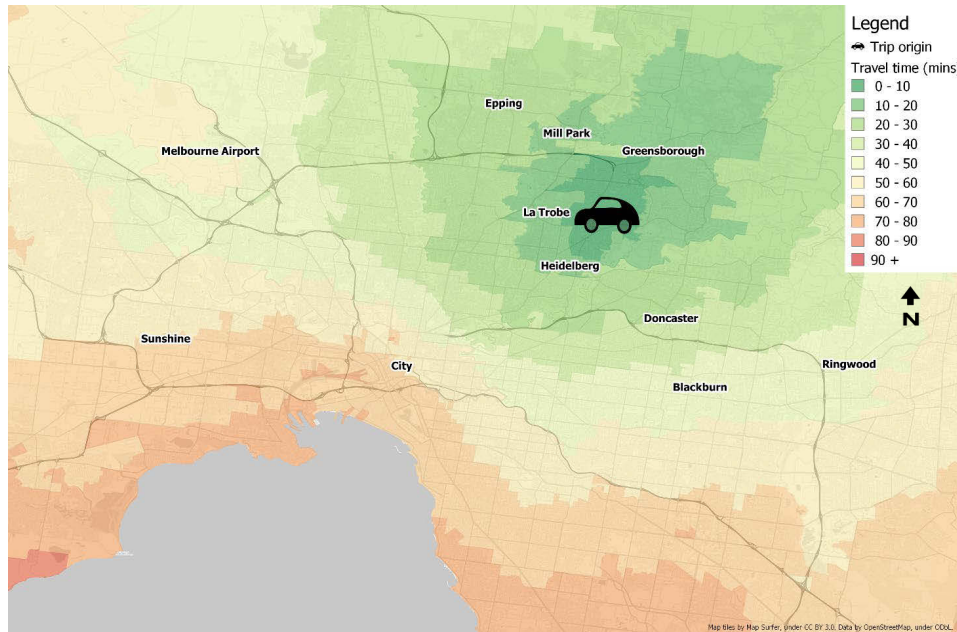 Legend
Trip origin
Travel time (mins
0 - 10
10 - 20
20 - 30
30 - 40
40 - 50
50 - 60
60 - 70
70 - 80
80 - 90
90 +
Epping
Mill Park
Melbourne Airport
Greensborough
La Trobe
Heidelberg
N
Doncaster
Sunshine
City
Ringwood
Blackburn
Map tiles by Map Surfer, under CC BY 3.0. Data by OpenStreetMap, under ODbL.